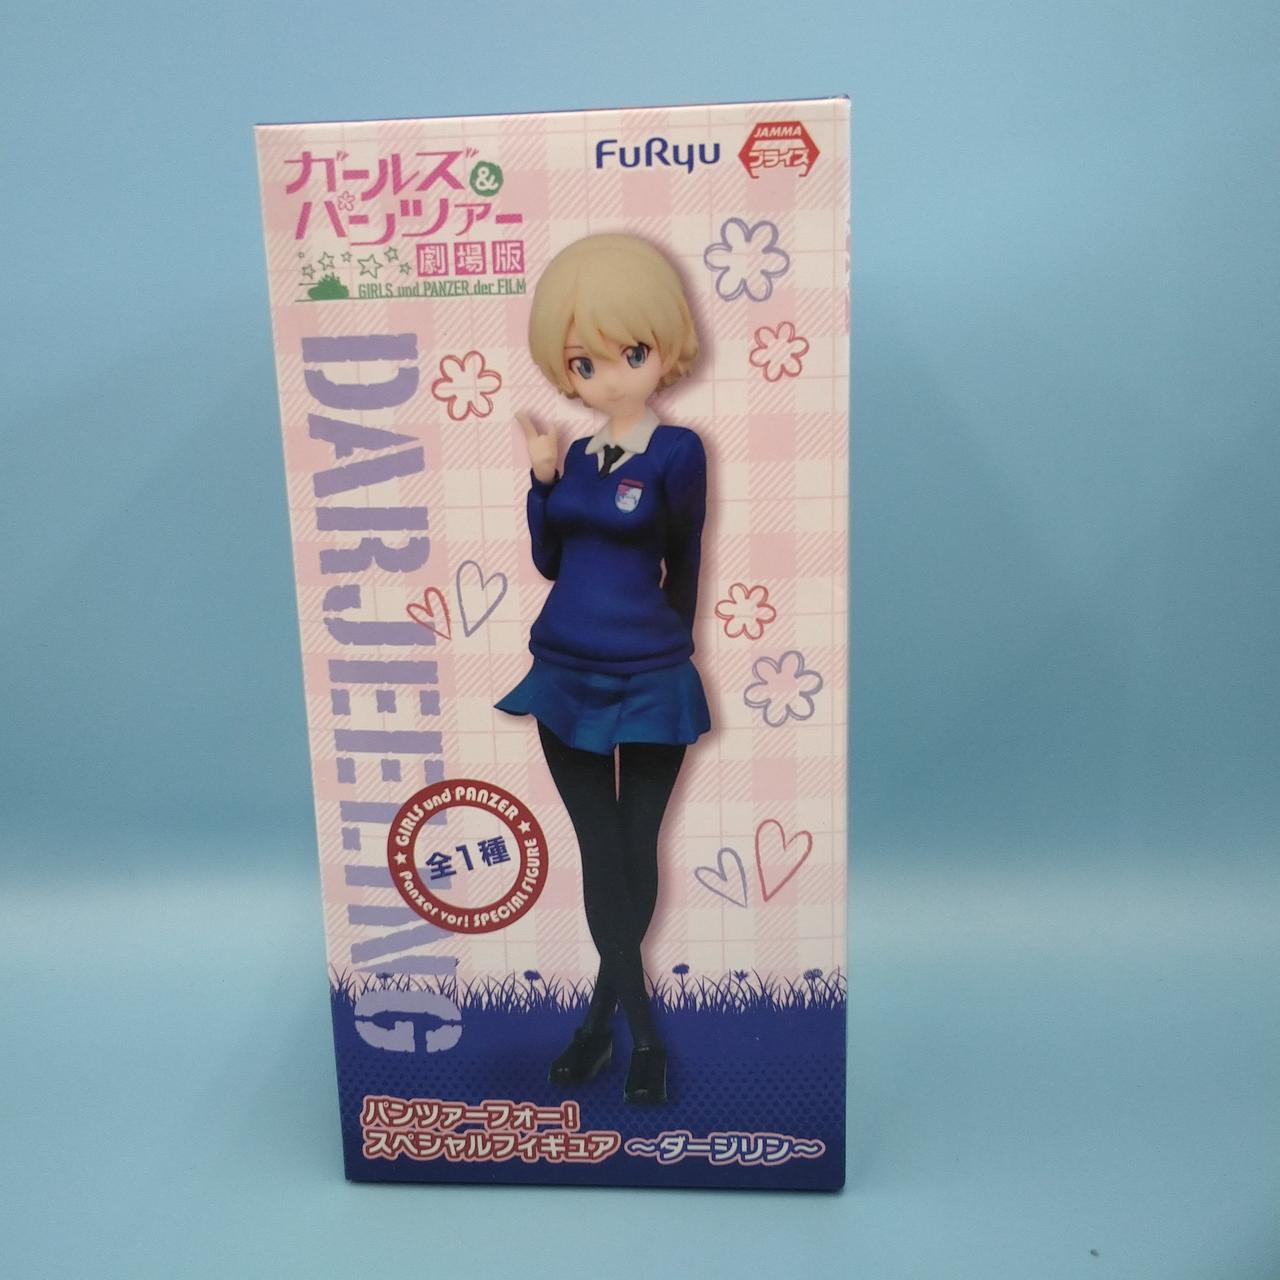 FuRyu
JAMMA
プライズ
ガールズ&
パンツァー
劇場版
GIRLS und PANZER der FILM
DARJEELING
GIRLS und PANZER
全1種
Panzer vor! SPECIAL FIGURE
パンツァーフォー!
スペシャルフィギュア 〜ダージリン〜